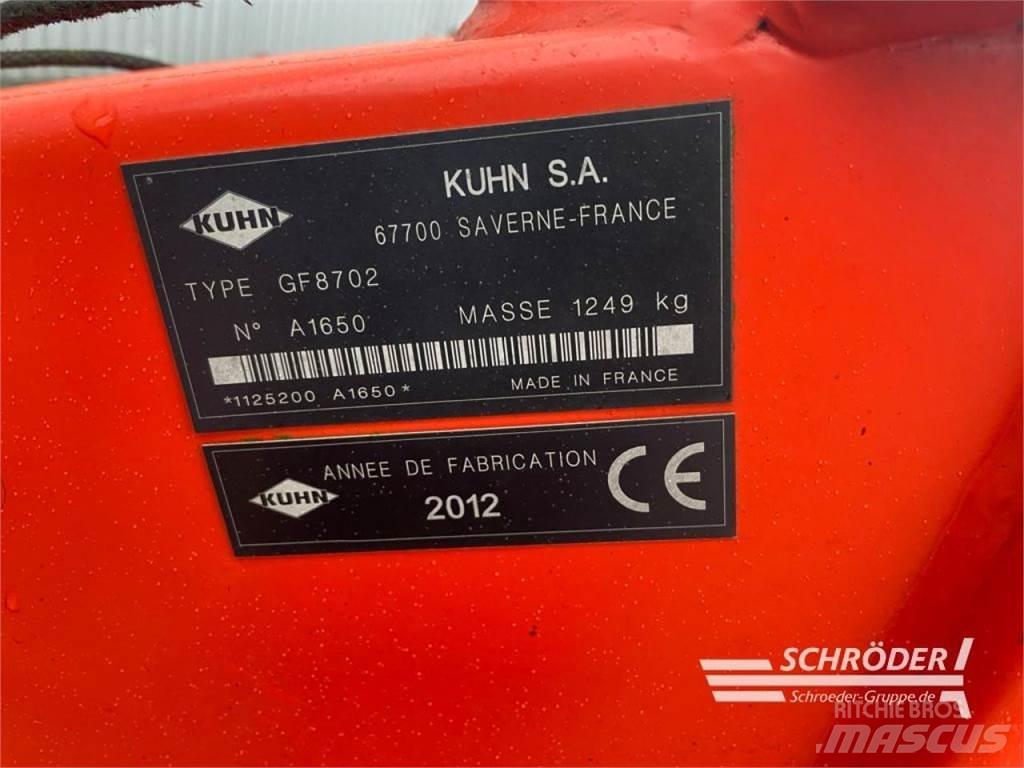 KUHN
KUHN S.A.
67700 SAVERNE-FRANCE
TYPE GF8702
N° A1650 MASSE 1249 kg
*1125200 A1650*
MADE IN FRANCE
KUHN
ANNEE DE FABRICATION
2012
CE
SCHRÖDER
Schroeder-Gruppe.de
RITCHIE BROS.
MASCUS